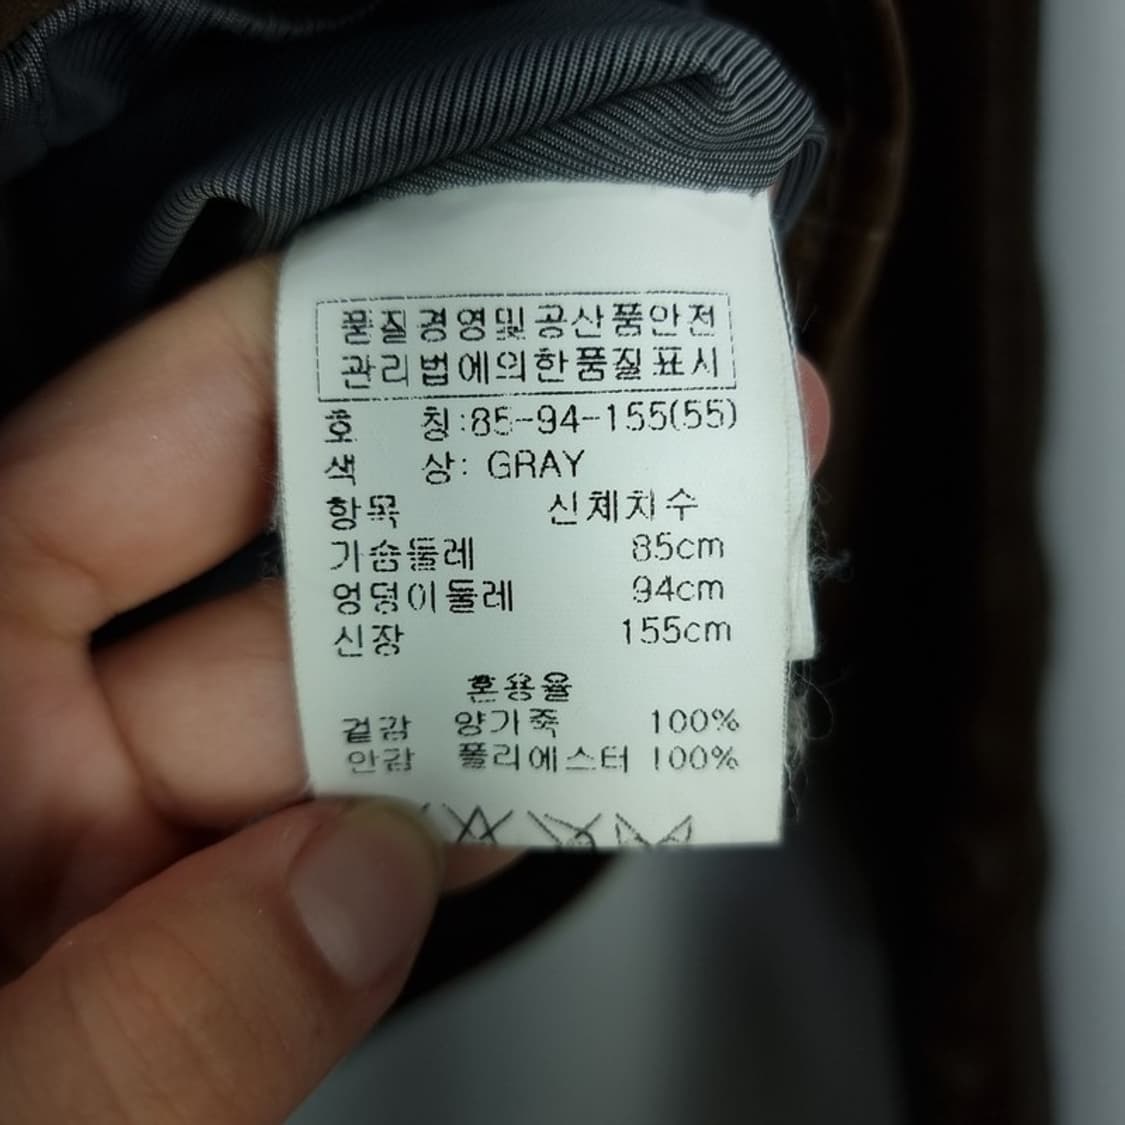 품질경영및공산품안전
관리법에의한품질표시
호 칭:85-94-155(55)
색 상: GRAY
항목 신체치수
가슴둘레 85cm
엉덩이둘레 94cm
신장 155cm
혼용율
겉감 양가죽 100%
안감 폴리에스터 100%